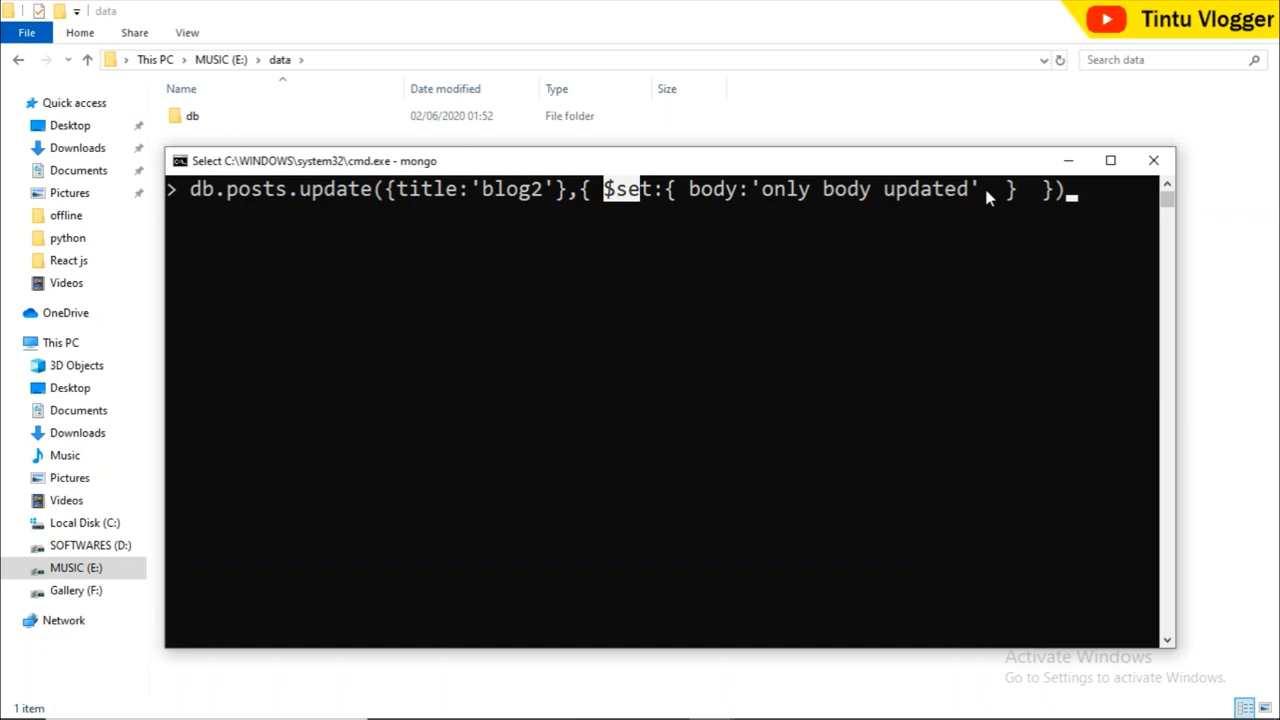 data
Tintu Vlogger
File Home Share View
This PC MUSIC (E:) data
Search data
Name Date modified Type Size
db 02/06/2020 01:52 File folder
Quick access
Desktop
Downloads
Documents
Pictures
offline
python
React js
Videos
OneDrive
This PC
3D Objects
Desktop
Documents
Downloads
Music
Pictures
Videos
Local Disk (C:)
SOFTWARES (D:)
MUSIC (E:)
Gallery (F:)
Network
Select C:\WINDOWS\system32\cmd.exe - mongo
> db.posts.update({title:'blog2'},{ $set:{ body:'only body updated' }  })
Activate Windows
Go to Settings to activate Windows.
1 item